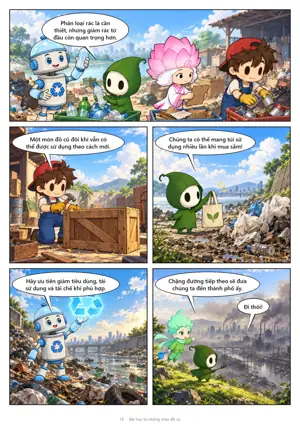 Phân loại rác là cần
thiết, nhưng giảm rác từ
đầu còn quan trọng hơn.
Một món đồ cũ đôi khi vẫn có
thể được sử dụng theo cách mới.
Chúng ta có thể mang túi sử
dụng nhiều lần khi mua sắm!
Hãy ưu tiên giảm tiêu dùng, tái
sử dụng và tái chế khi phù hợp.
Chặng đường tiếp theo sẽ đưa
chúng ta đến thành phố ấy.
Đi thôi!